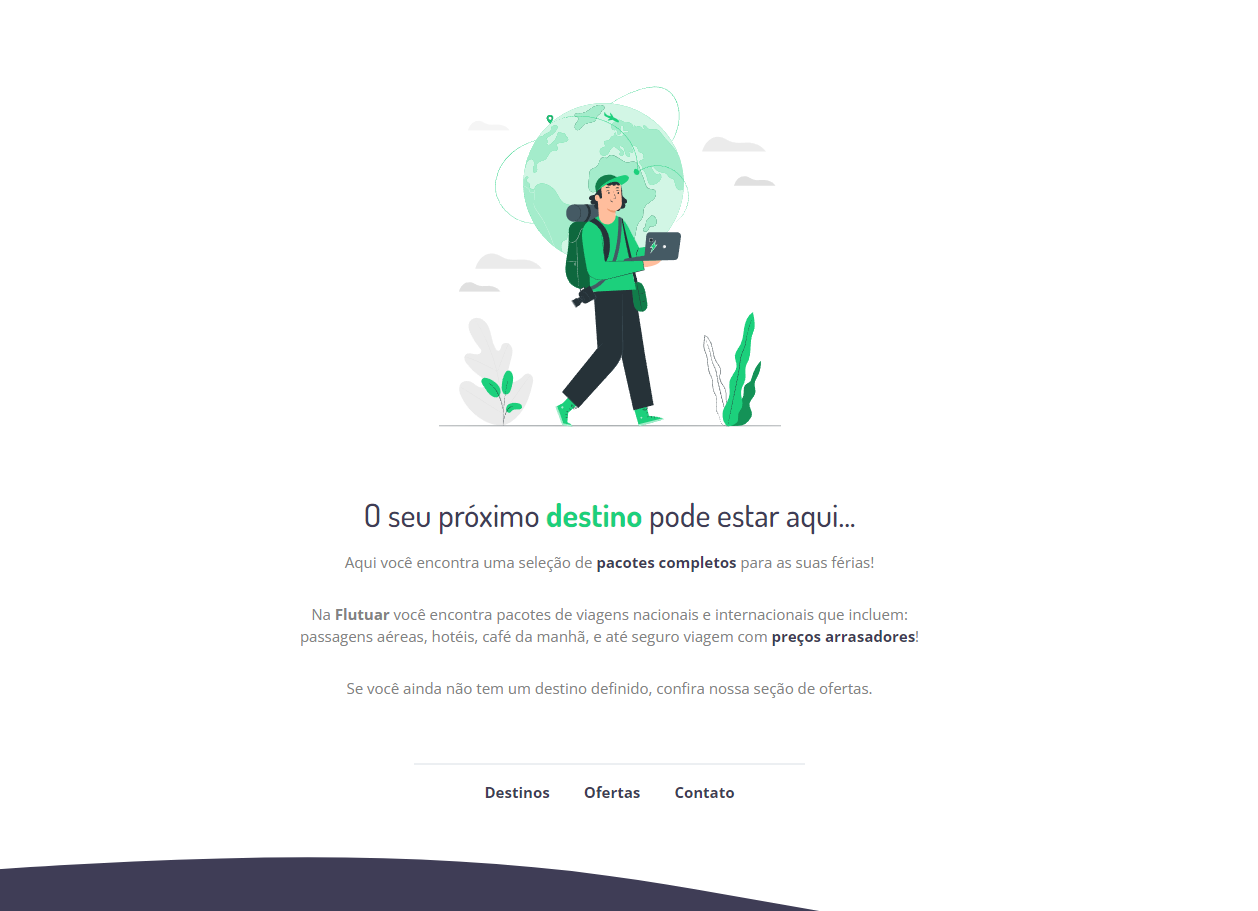 O seu próximo destino pode estar aqui...
Aqui você encontra uma seleção de pacotes completos para as suas férias!
Na Flutuar você encontra pacotes de viagens nacionais e internacionais que incluem:
passagens aéreas, hotéis, café da manhã, e até seguro viagem com preços arrasadores!
Se você ainda não tem um destino definido, confira nossa seção de ofertas.
Destinos Ofertas Contato